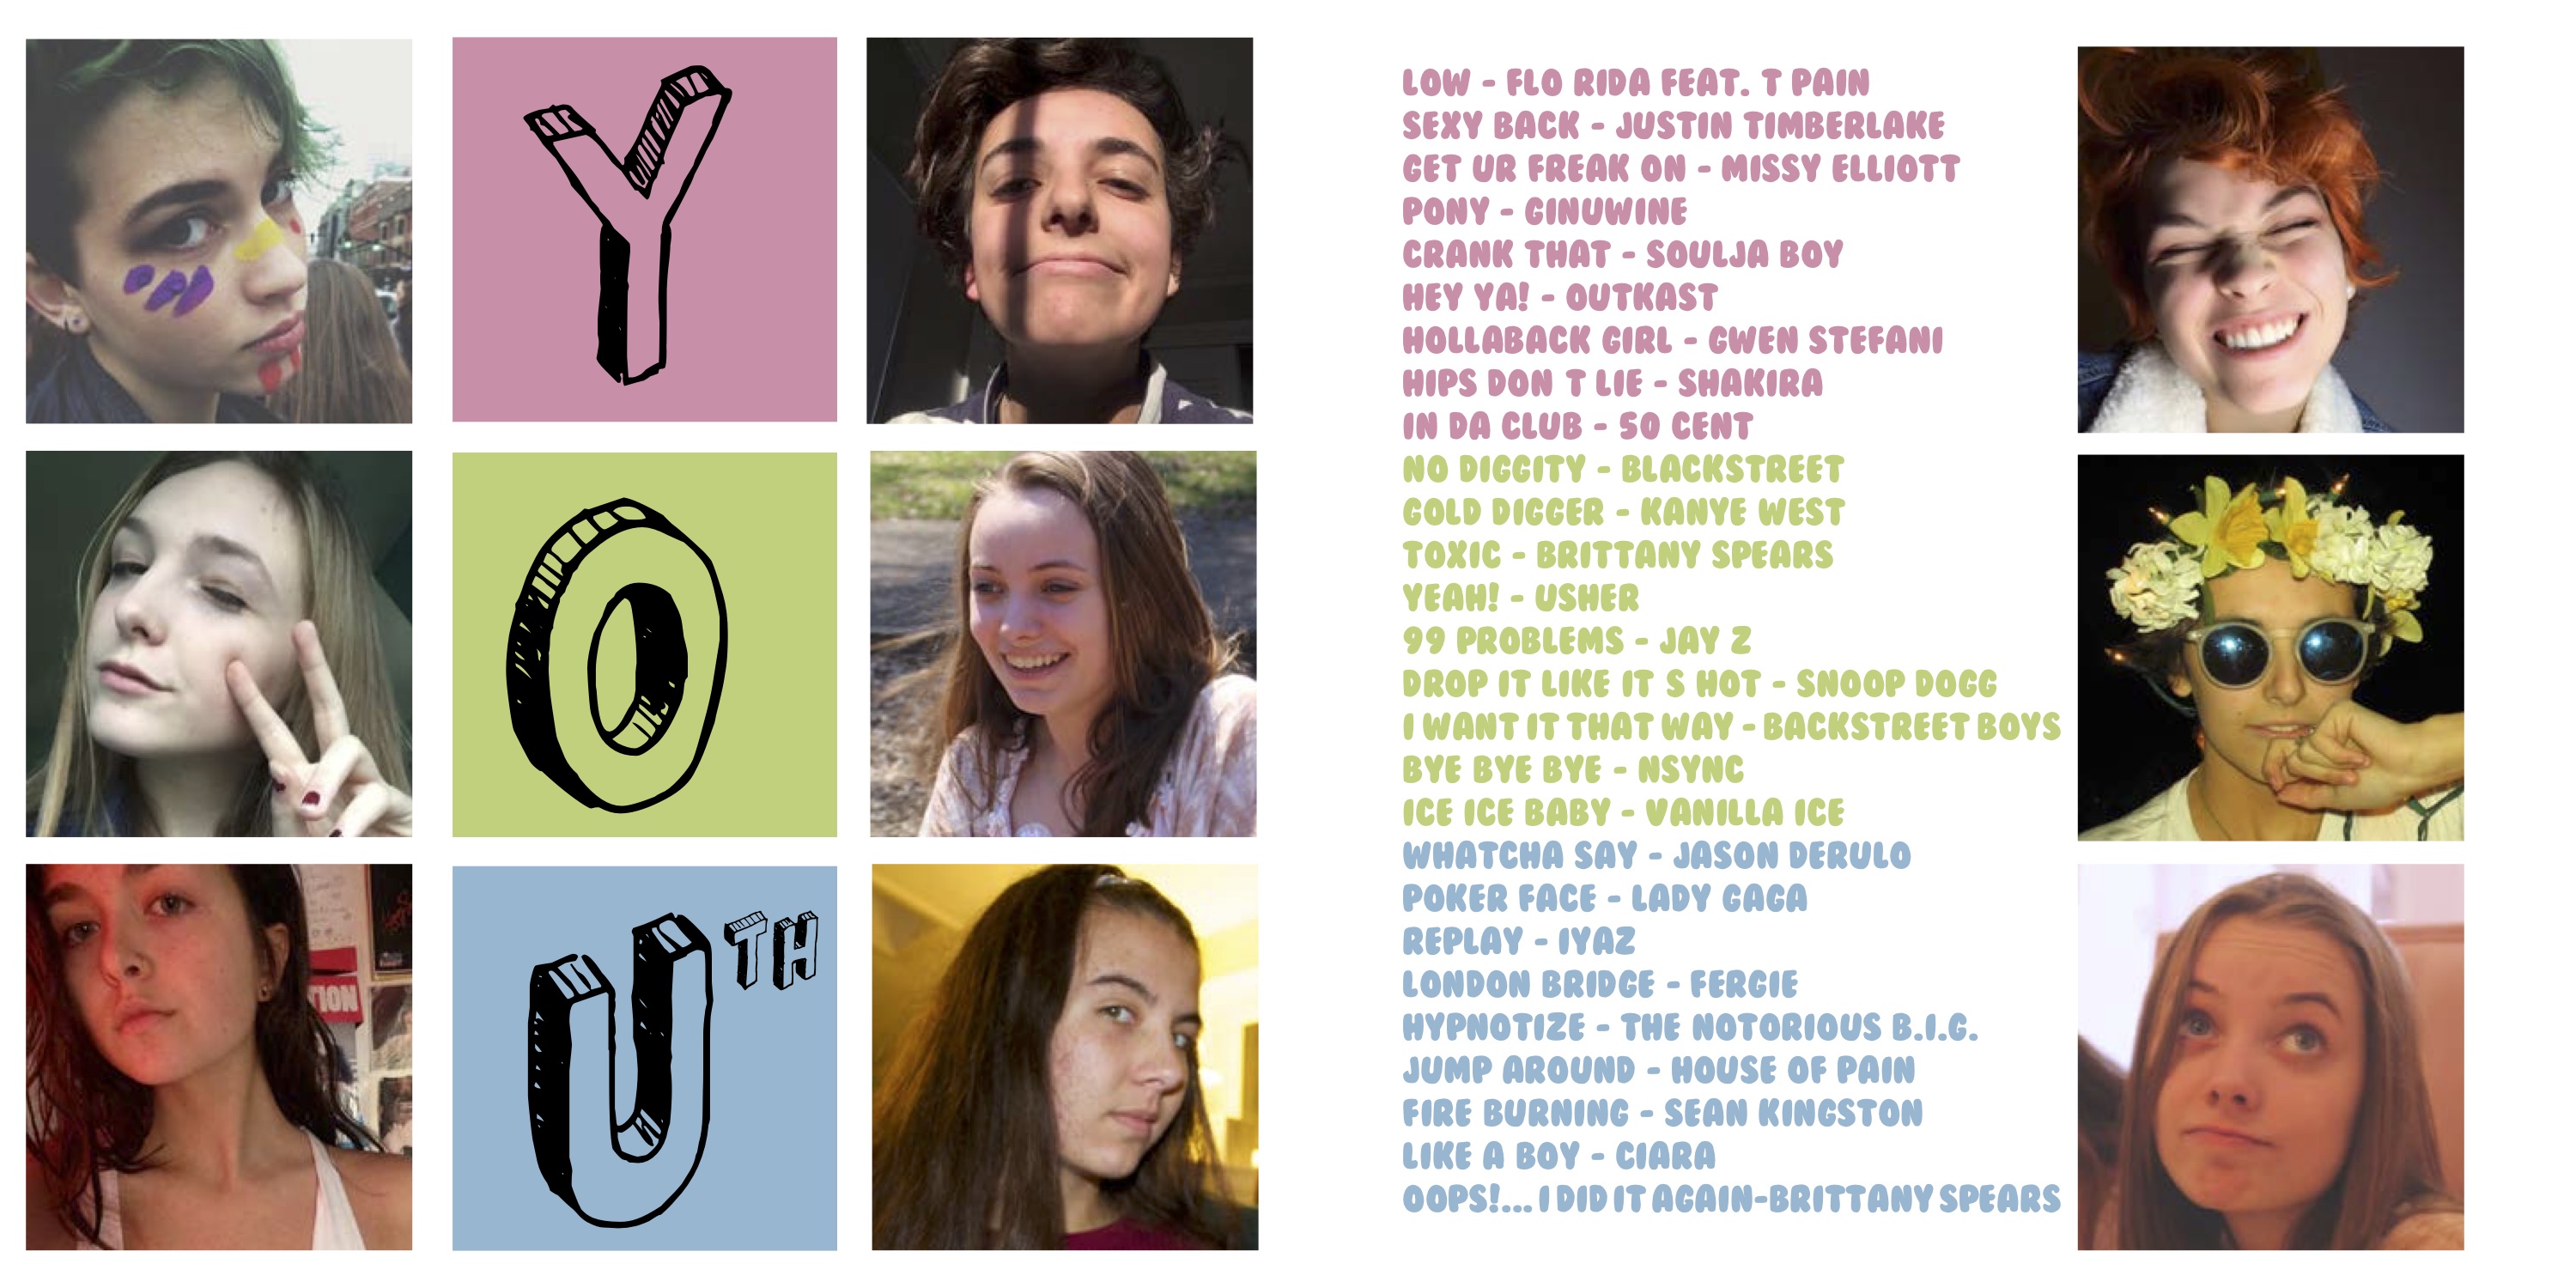 Y
O
U TH
LOW - FLO RIDA FEAT. T PAIN
SEXY BACK - JUSTIN TIMBERLAKE
GET UR FREAK ON - MISSY ELLIOTT
PONY - GINUWINE
CRANK THAT - SOULJA BOY
HEY YA! - OUTKAST
HOLLABACK GIRL - GWEN STEFANI
HIPS DON T LIE - SHAKIRA
IN DA CLUB - 50 CENT
NO DIGGITY - BLACKSTREET
GOLD DIGGER - KANYE WEST
TOXIC - BRITTANY SPEARS
YEAH! - USHER
99 PROBLEMS - JAY Z
DROP IT LIKE IT S HOT - SNOOP DOGG
I WANT IT THAT WAY - BACKSTREET BOYS
BYE BYE BYE - NSYNC
ICE ICE BABY - VANILLA ICE
WHATCHA SAY - JASON DERULO
POKER FACE - LADY GAGA
REPLAY - IYAZ
LONDON BRIDGE - FERGIE
HYPNOTIZE - THE NOTORIOUS B.I.G.
JUMP AROUND - HOUSE OF PAIN
FIRE BURNING - SEAN KINGSTON
LIKE A BOY - CIARA
OOPS!... I DID IT AGAIN-BRITTANY SPEARS